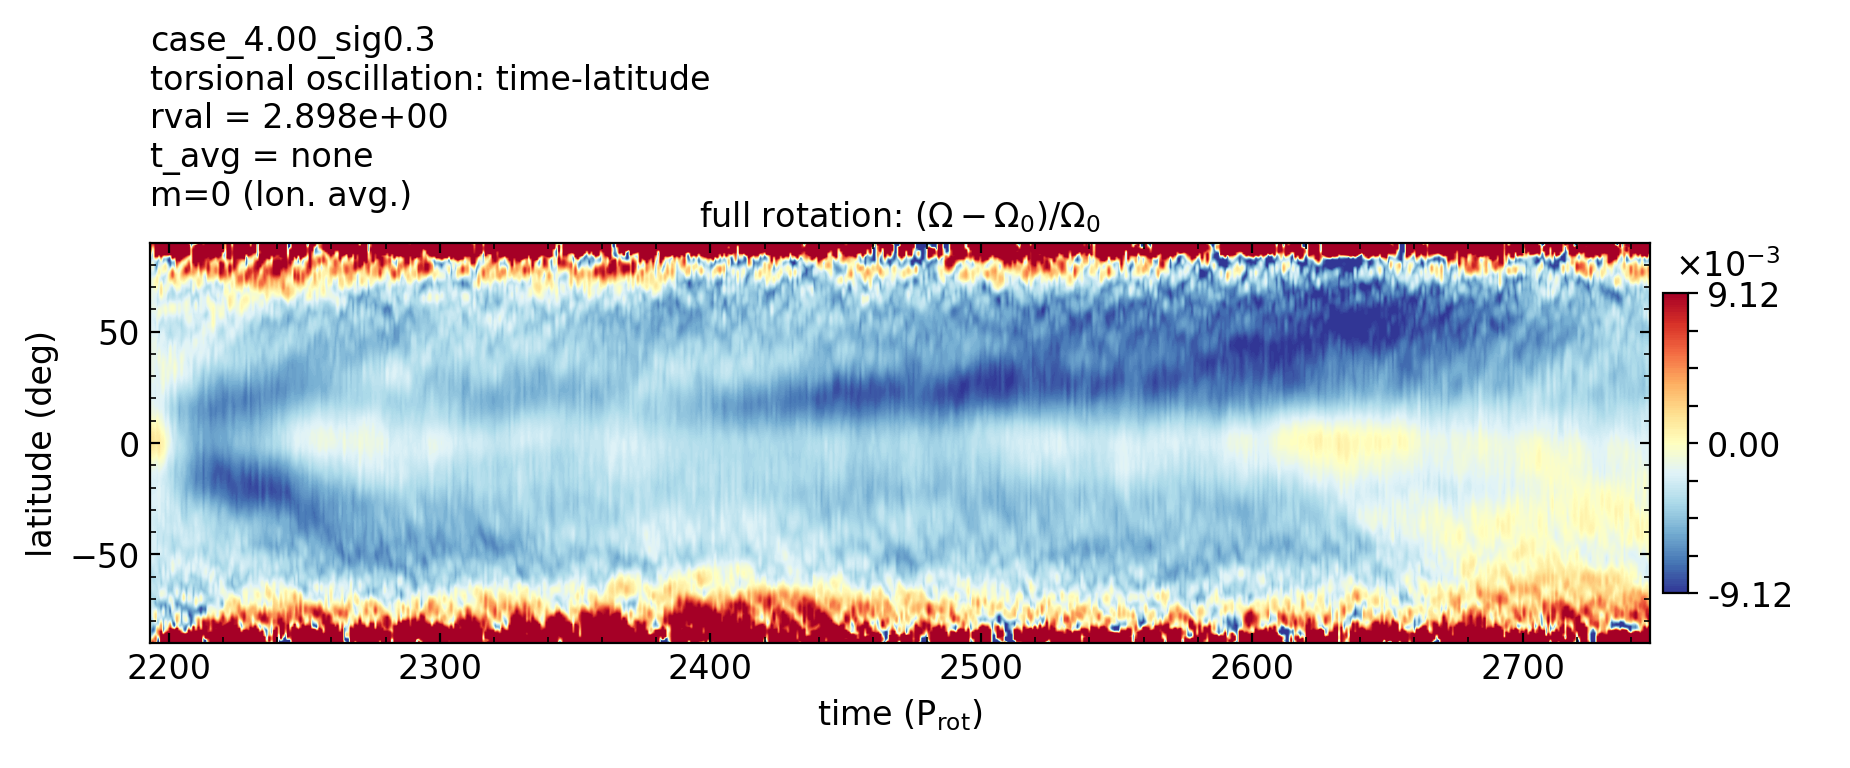 case_4.00_sig0.3
torsional oscillation: time-latitude
rval = 2.898e+00
t_avg = none
m=0 (lon. avg.)
full rotation: (Ω − Ω₀)/Ω₀
×10⁻³
9.12
0.00
-9.12
latitude (deg)
50
0
−50
2200 2300 2400 2500 2600 2700
time (P_rot)